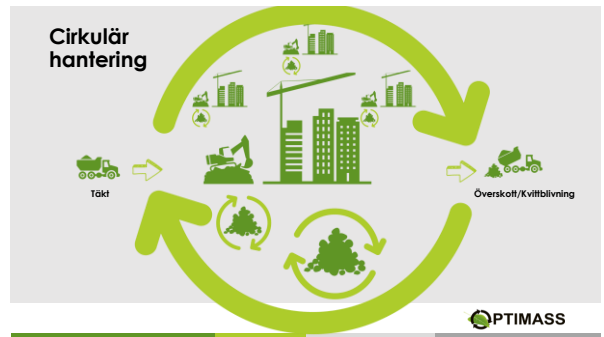 Cirkulär
hantering
Täkt
Överskott/Kvittblivning
OPTIMASS